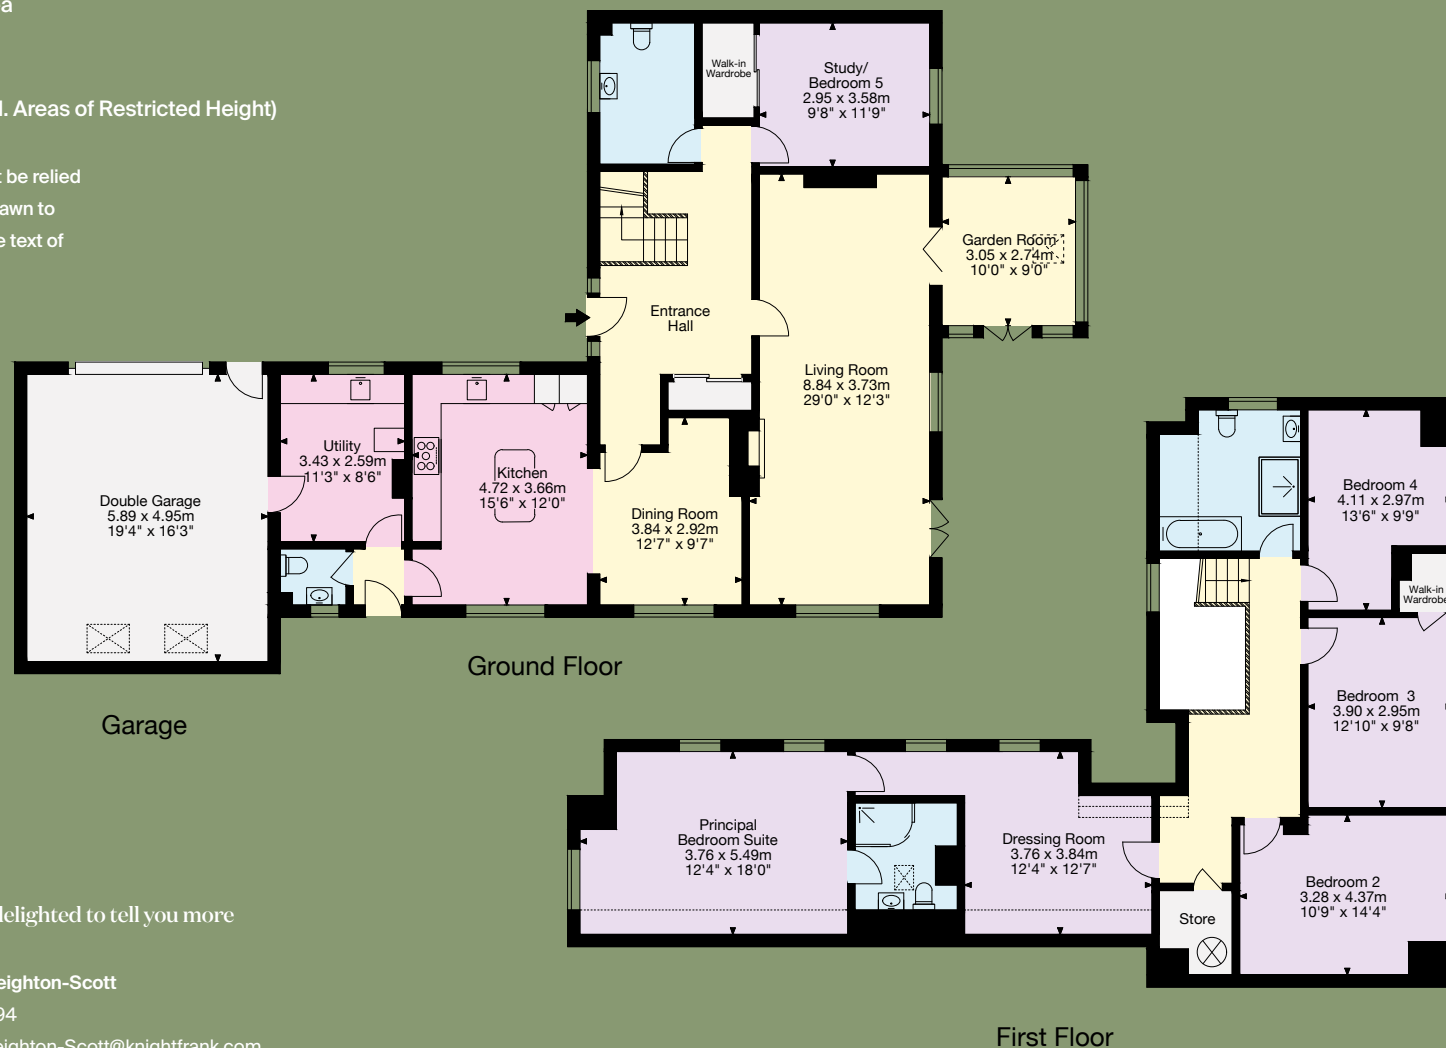 a
l. Areas of Restricted Height)
t be relied
awn to
e text of
Walk-in
Wardrobe
Study/
Bedroom 5
2.95 x 3.58m
9'8" x 11'9"
Garden Room
3.05 x 2.74m
10'0" x 9'0"
Entrance
Hall
Living Room
8.84 x 3.73m
29'0" x 12'3"
Utility
3.43 x 2.59m
11'3" x 8'6"
Kitchen
4.72 x 3.66m
15'6" x 12'0"
Double Garage
5.89 x 4.95m
19'4" x 16'3"
Dining Room
3.84 x 2.92m
12'7" x 9'7"
Ground Floor
Garage
Bedroom 4
4.11 x 2.97m
13'6" x 9'9"
Walk-in
Wardrobe
Bedroom 3
3.90 x 2.95m
12'10" x 9'8"
Principal
Bedroom Suite
3.76 x 5.49m
12'4" x 18'0"
Dressing Room
3.76 x 3.84m
12'4" x 12'7"
Bedroom 2
3.28 x 4.37m
10'9" x 14'4"
Store
First Floor
delighted to tell you more
eighton-Scott
94
eighton-Scott@knightfrank.com